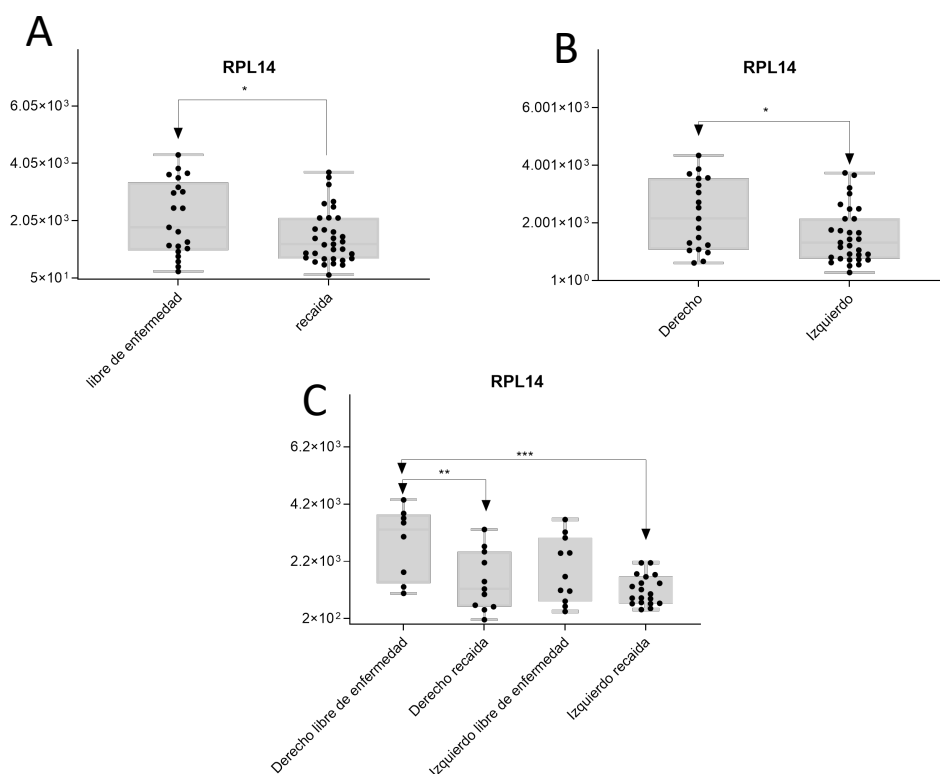 A
RPL14
*
6.05×10³
4.05×10³
2.05×10³
5×10¹
libre de enfermedad
recaida
B
RPL14
*
6.001×10³
4.001×10³
2.001×10³
1×10⁰
Derecho
Izquierdo
C
RPL14
***
**
6.2×10³
4.2×10³
2.2×10³
2×10²
Derecho libre de enfermedad
Derecho recaida
Izquierdo libre de enfermedad
Izquierdo recaida